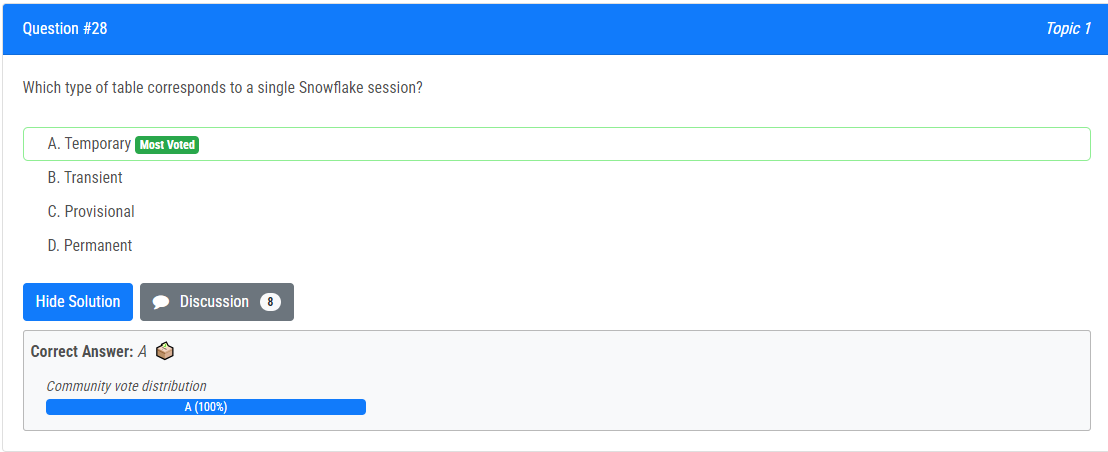 Question #28
Topic 1
Which type of table corresponds to a single Snowflake session?
A. Temporary Most Voted
B. Transient
C. Provisional
D. Permanent
Hide Solution
Discussion 8
Correct Answer: A
Community vote distribution
A (100%)